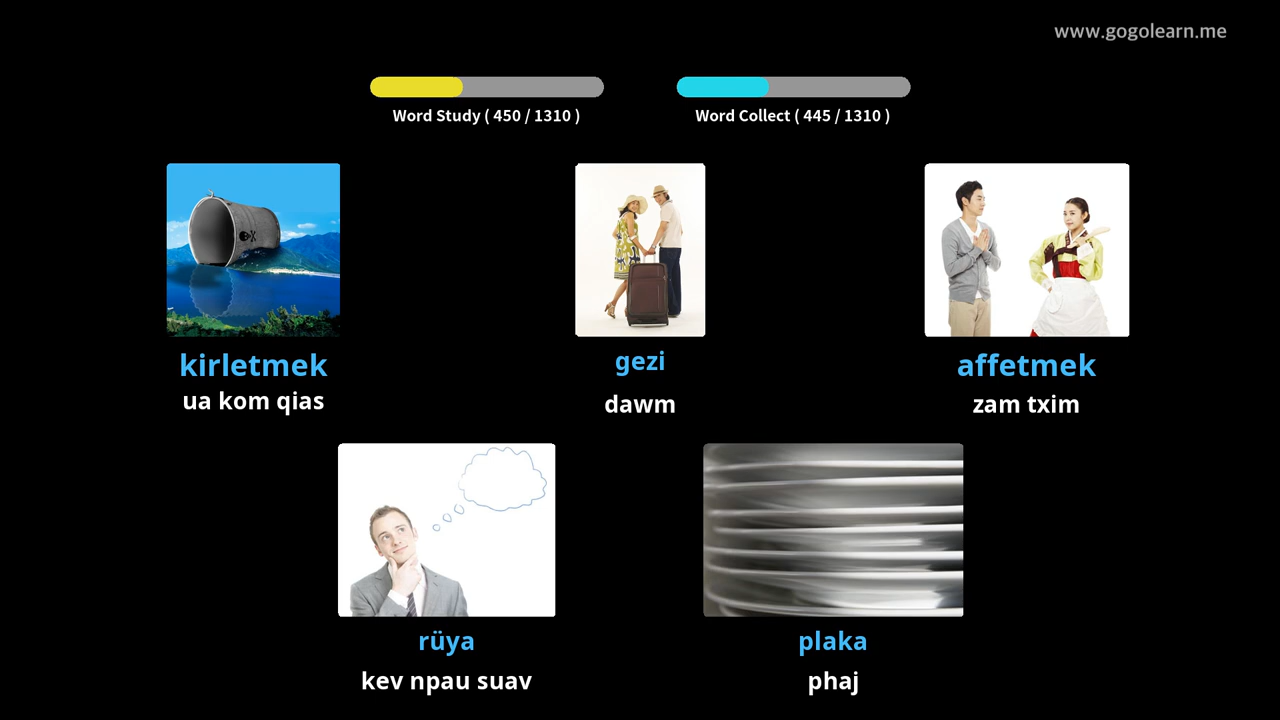 www.gogolearn.me
Word Study ( 450 / 1310 )
Word Collect ( 445 / 1310 )
kirletmek
ua kom qias
gezi
dawm
affetmek
zam txim
rüya
kev npau suav
plaka
phaj